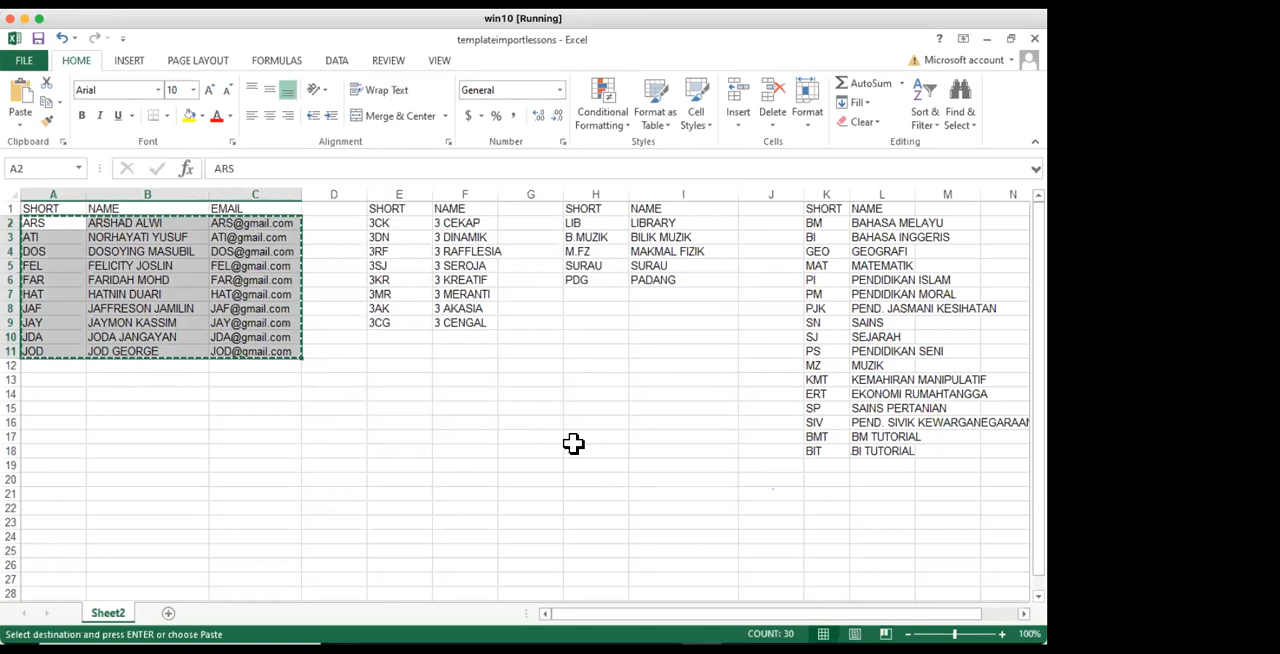 win10 [Running]
templateimportlessons - Excel
FILE HOME INSERT PAGE LAYOUT FORMULAS DATA REVIEW VIEW Microsoft account
Paste Arial 10 Wrap Text General Conditional Formatting Format as Table Cell Styles Insert Delete Format AutoSum Sort & Filter Find & Select
B I U Merge & Center $ % , Fill
Clear
Clipboard Font Alignment Number Styles Cells Editing
A2 fx ARS
A B C D E F G H I J K L M N
1 SHORT NAME EMAIL SHORT NAME SHORT NAME SHORT NAME
2 ARS ARSHAD ALWI ARS@gmail.com 3CK 3 CEKAP LIB LIBRARY BM BAHASA MELAYU
3 ATI NORHAYATI YUSUF ATI@gmail.com 3DN 3 DINAMIK B.MUZIK BILIK MUZIK BI BAHASA INGGERIS
4 DOS DOSOYING MASUBIL DOS@gmail.com 3RF 3 RAFFLESIA M.FZ MAKMAL FIZIK GEO GEOGRAFI
5 FEL FELICITY JOSLIN FEL@gmail.com 3SJ 3 SEROJA SURAU SURAU MAT MATEMATIK
6 FAR FARIDAH MOHD FAR@gmail.com 3KR 3 KREATIF PDG PADANG PI PENDIDIKAN ISLAM
7 HAT HATNIN DUARI HAT@gmail.com 3MR 3 MERANTI PM PENDIDIKAN MORAL
8 JAF JAFFRESON JAMILIN JAF@gmail.com 3AK 3 AKASIA PJK PEND. JASMANI KESIHATAN
9 JAY JAYMON KASSIM JAY@gmail.com 3CG 3 CENGAL SN SAINS
10 JDA JODA JANGAYAN JDA@gmail.com SJ SEJARAH
11 JOD JOD GEORGE JOD@gmail.com PS PENDIDIKAN SENI
12 MZ MUZIK
13 KMT KEMAHIRAN MANIPULATIF
14 ERT EKONOMI RUMAHTANGGA
15 SP SAINS PERTANIAN
16 SIV PEND. SIVIK KEWARGANEGARAAN
17 BMT BM TUTORIAL
18 BIT BI TUTORIAL
19
20
21
22
23
24
25
26
27
28
Sheet2
Select destination and press ENTER or choose Paste COUNT: 30 100%